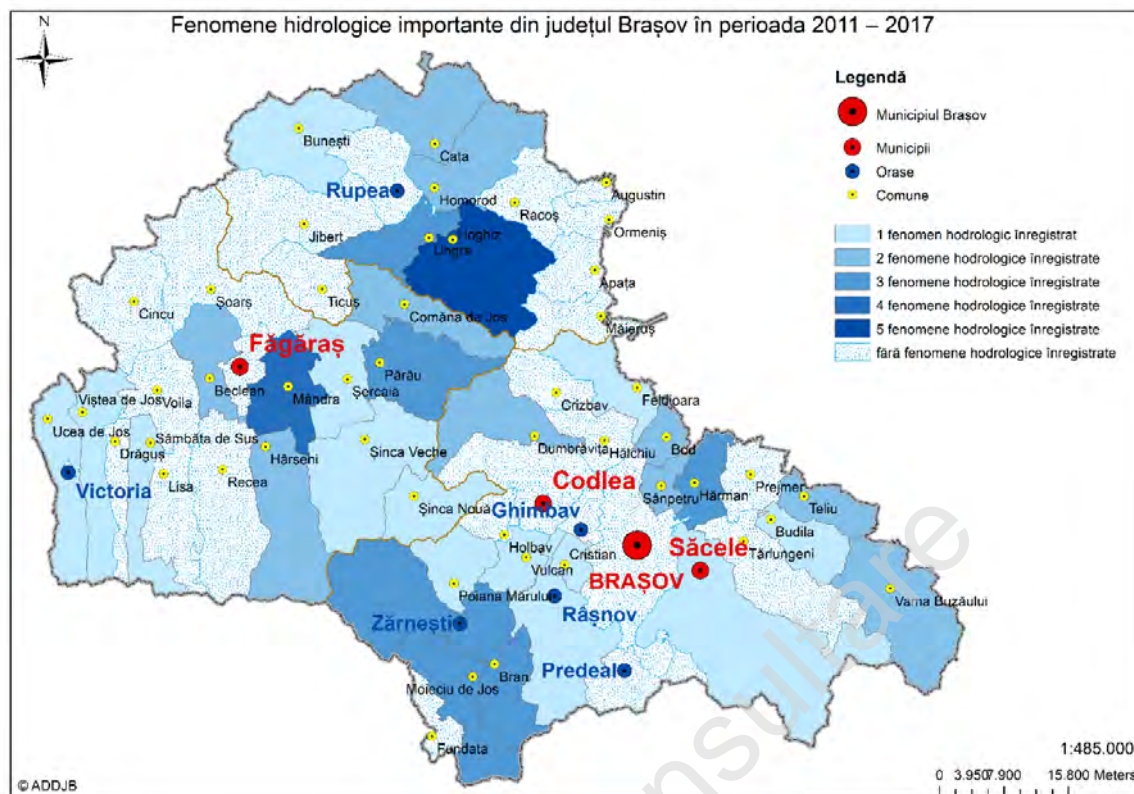 Fenomene hidrologice importante din județul Brașov în perioada 2011 – 2017
N
Legendă
Municipiul Brașov
Municipii
Orase
Comune
1 fenomen hodrologic înregistrat
2 fenomene hodrologice înregistrate
3 fenomene hodrologice înregistrate
4 fenomene hodrologice înregistrate
5 fenomene hodrologice înregistrate
fără fenomene hodrologice înregistrate
Bunești
Cata
Rupea
Homorod
Augustin
Racoș
Ormeniș
Jibert
Ungra
Hoghiz
Apața
Șoarș
Ticuș
Cincu
Comăna de Jos
Măieruș
Făgăraș
Părău
Beclean
Mândra
Șercaia
Viștea de Jos
Voila
Crizbav
Feldioara
Ucea de Jos
Sâmbăta de Sus
Drăguș
Hârseni
Șinca Veche
Dumbrăvița
Hălchiu
Bod
Victoria
Lisa
Recea
Codlea
Sânpetru
Hărman
Prejmer
Teliu
Șinca Nouă
Ghimbav
Budila
Holbav
Cristian
Săcele
Tărlungeni
Vulcan
BRAȘOV
Poiana Mărului
Râșnov
Vama Buzăului
Zărnești
Bran
Predeal
Moieciu de Jos
Fundata
1:485.000
0 3.950 7.900 15.800 Meters
© ADDJB
nsultare